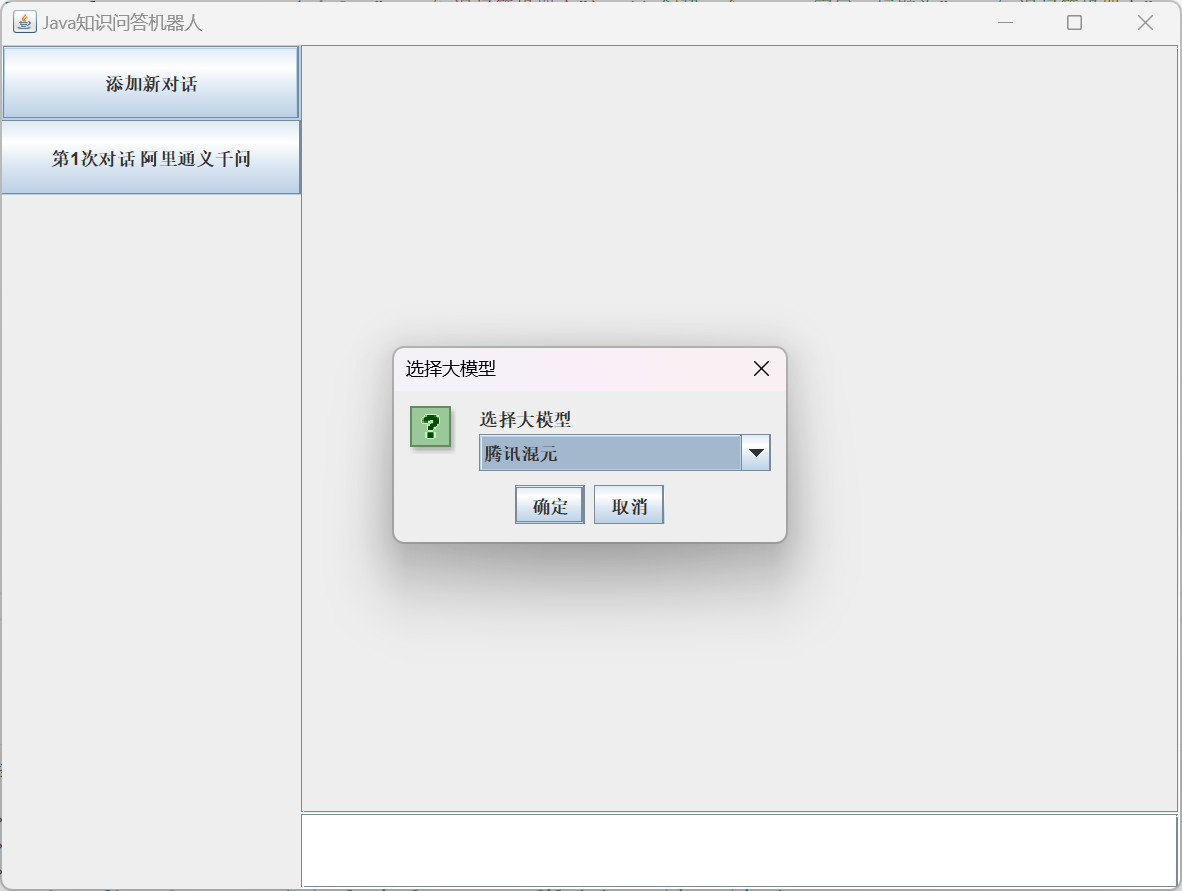 Java知识问答机器人
添加新对话
第1次对话 阿里通义千问
选择大模型
选择大模型
腾讯混元
确定
取消